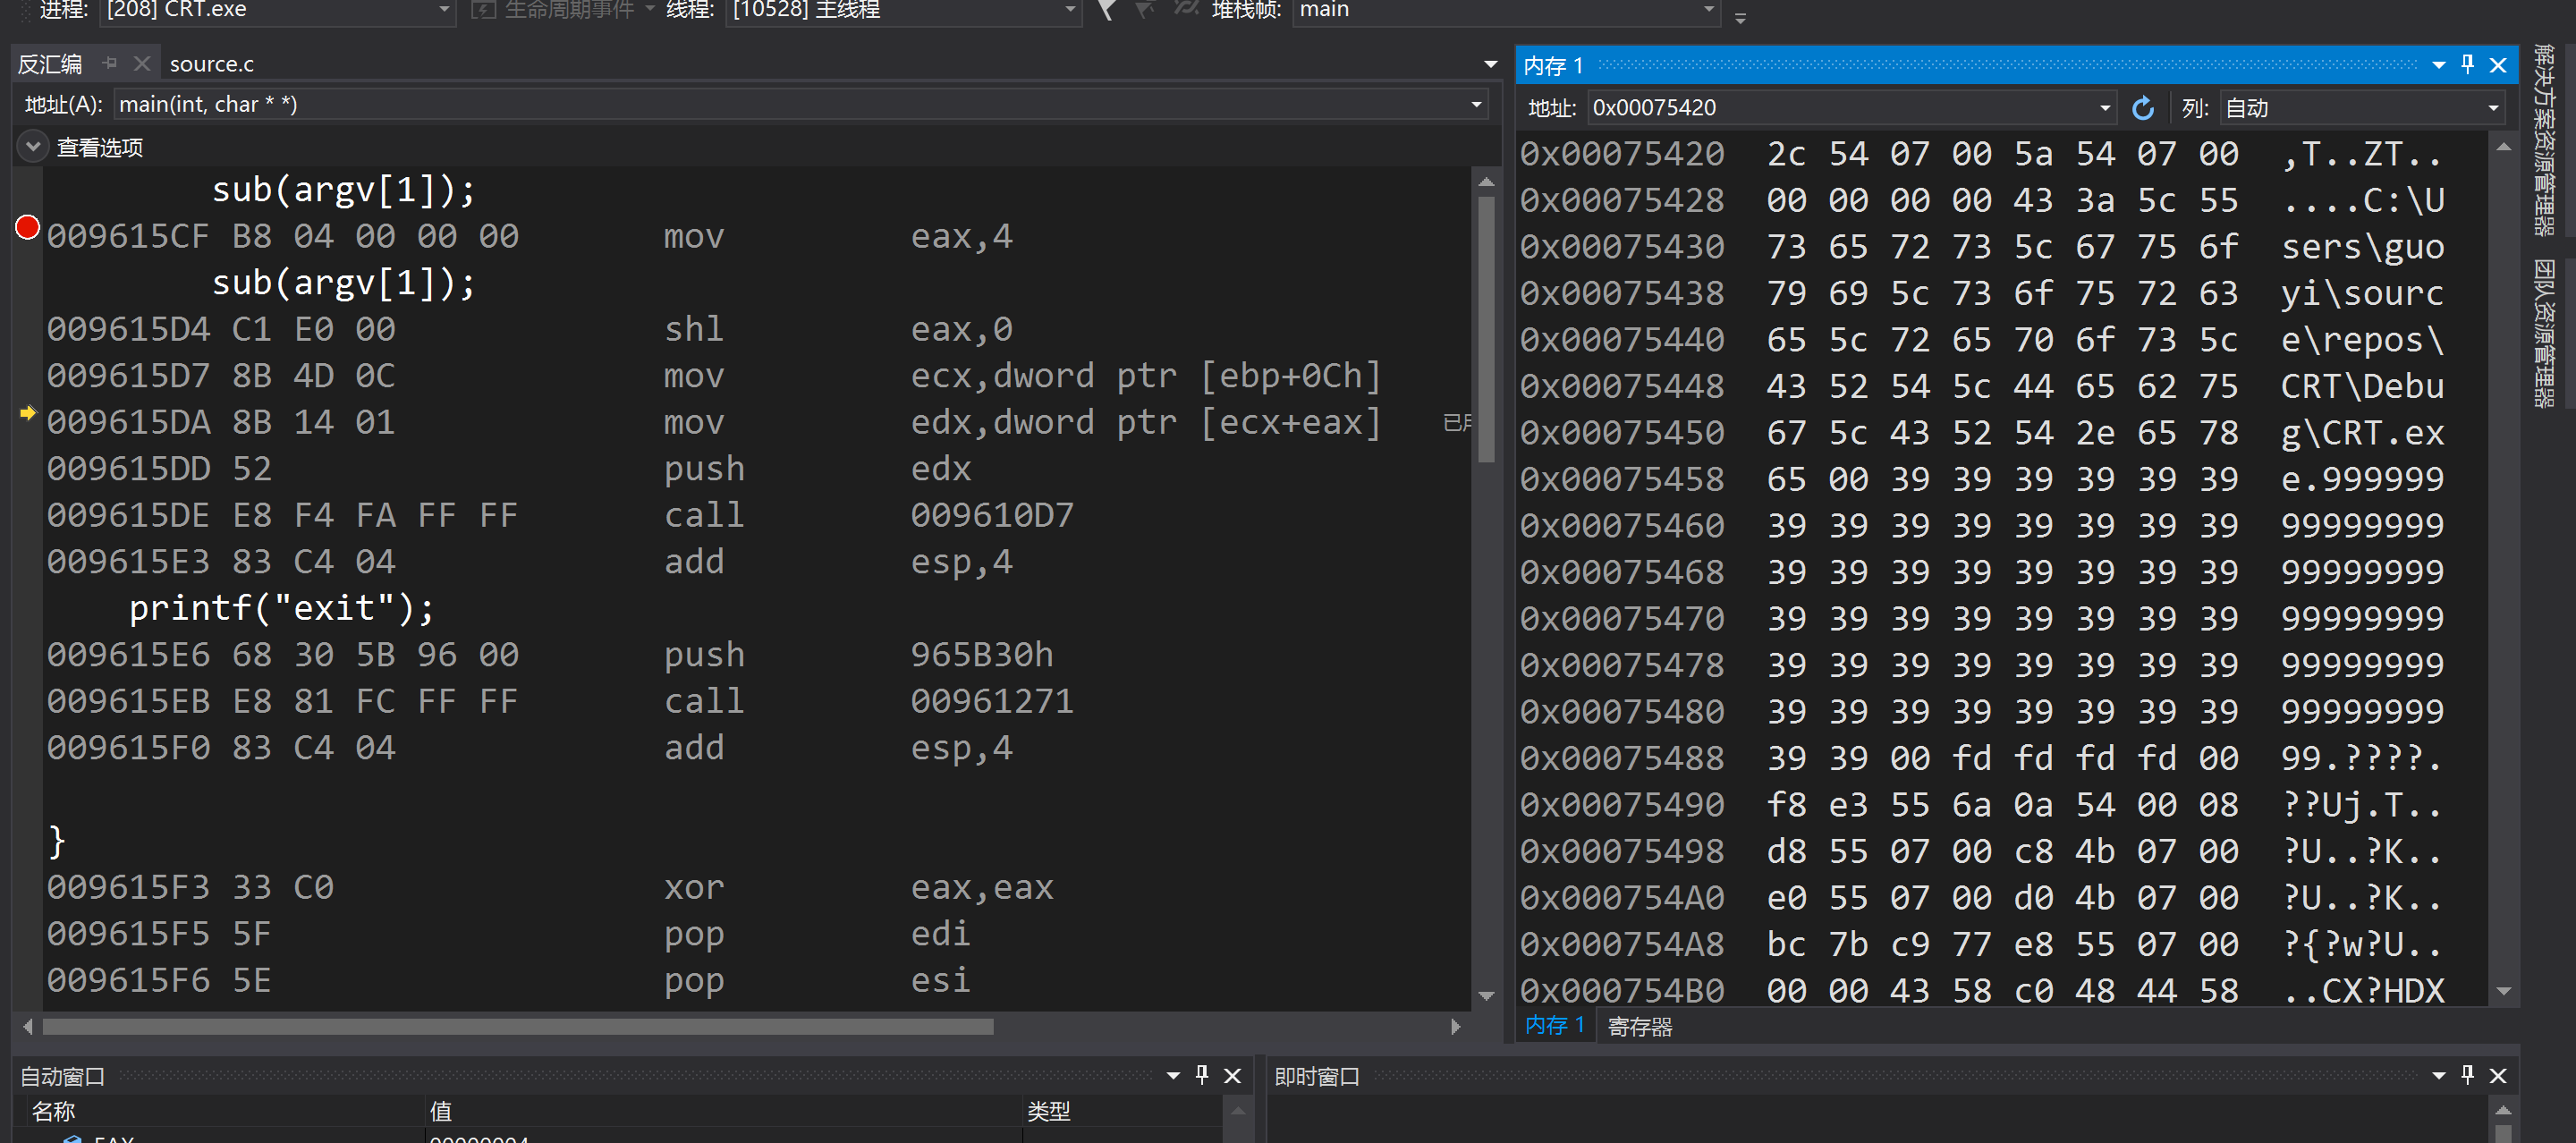 进程: [208] CRT.exe 生命周期事件 线程: [10528] 主线程 堆栈帧: main
反汇编 source.c
地址(A): main(int, char * *)
查看选项
sub(argv[1]);
009615CF B8 04 00 00 00 mov eax,4
sub(argv[1]);
009615D4 C1 E0 00 shl eax,0
009615D7 8B 4D 0C mov ecx,dword ptr [ebp+0Ch]
009615DA 8B 14 01 mov edx,dword ptr [ecx+eax] 已
009615DD 52 push edx
009615DE E8 F4 FA FF FF call 009610D7
009615E3 83 C4 04 add esp,4
printf("exit");
009615E6 68 30 5B 96 00 push 965B30h
009615EB E8 81 FC FF FF call 00961271
009615F0 83 C4 04 add esp,4
}
009615F3 33 C0 xor eax,eax
009615F5 5F pop edi
009615F6 5E pop esi
内存 1
地址: 0x00075420 列: 自动
0x00075420 2c 54 07 00 5a 54 07 00 ,T..ZT..
0x00075428 00 00 00 00 43 3a 5c 55 ....C:\U
0x00075430 73 65 72 73 5c 67 75 6f sers\guo
0x00075438 79 69 5c 73 6f 75 72 63 yi\sourc
0x00075440 65 5c 72 65 70 6f 73 5c e\repos\
0x00075448 43 52 54 5c 44 65 62 75 CRT\Debu
0x00075450 67 5c 43 52 54 2e 65 78 g\CRT.ex
0x00075458 65 00 39 39 39 39 39 39 e.999999
0x00075460 39 39 39 39 39 39 39 39 99999999
0x00075468 39 39 39 39 39 39 39 39 99999999
0x00075470 39 39 39 39 39 39 39 39 99999999
0x00075478 39 39 39 39 39 39 39 39 99999999
0x00075480 39 39 39 39 39 39 39 39 99999999
0x00075488 39 39 00 fd fd fd fd 00 99.????.
0x00075490 f8 e3 55 6a 0a 54 00 08 ??Uj.T..
0x00075498 d8 55 07 00 c8 4b 07 00 ?U..?K..
0x000754A0 e0 55 07 00 d0 4b 07 00 ?U..?K..
0x000754A8 bc 7b c9 77 e8 55 07 00 ?{?w?U..
0x000754B0 00 00 43 58 c0 48 44 58 ..CX?HDX
内存 1 寄存器
解决方案资源管理器
团队资源管理器
自动窗口
名称 值 类型
EAX 00000004
即时窗口